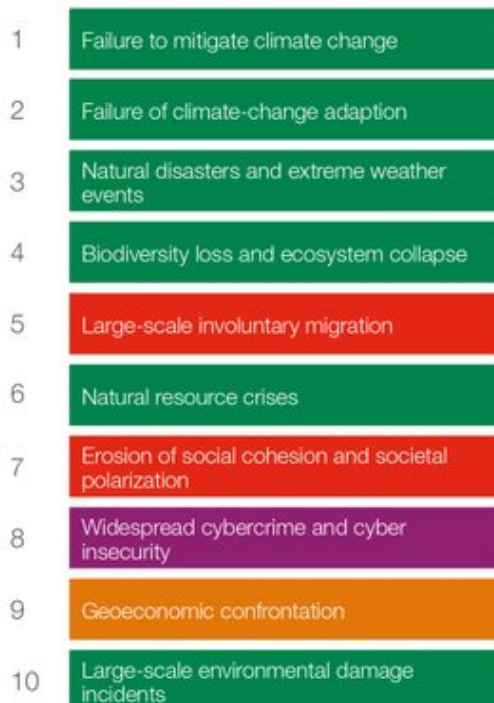 1 Failure to mitigate climate change
2 Failure of climate-change adaption
3 Natural disasters and extreme weather
events
4 Biodiversity loss and ecosystem collapse
5 Large-scale involuntary migration
6 Natural resource crises
7 Erosion of social cohesion and societal
polarization
8 Widespread cybercrime and cyber
insecurity
9 Geoeconomic confrontation
10 Large-scale environmental damage
incidents